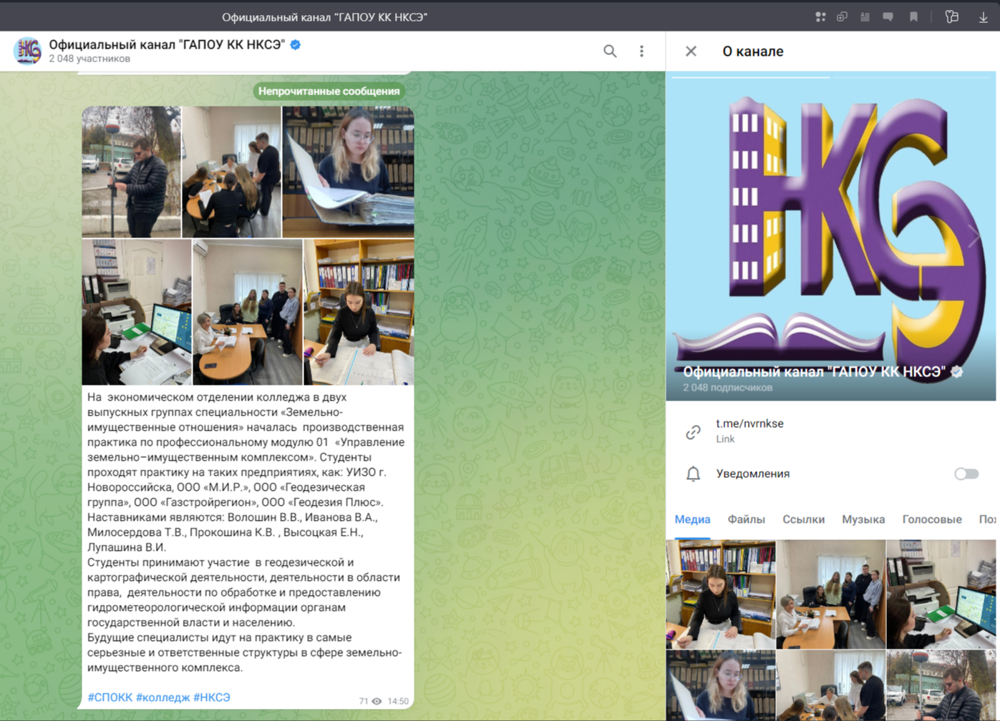 Официальный канал "ГАПОУ КК НКСЭ"
Официальный канал "ГАПОУ КК НКСЭ"
2 048 участников
Непрочитанные сообщения
На экономическом отделении колледжа в двух
выпускных группах специальности «Земельно-
имущественные отношения» началась производственная
практика по профессиональному модулю 01 «Управление
земельно–имущественным комплексом». Студенты
проходят практику на таких предприятиях, как: УИЗО г.
Новороссийска, ООО «М.И.Р.», ООО «Геодезическая
группа», ООО «Газстройрегион», ООО «Геодезия Плюс».
Наставниками являются: Волошин В.В., Иванова В.А.,
Милосердова Т.В., Прокошина К.В. , Высоцкая Е.Н.,
Лупашина В.И.
Студенты принимают участие в геодезической и
картографической деятельности, деятельности в области
права, деятельности по обработке и предоставлению
гидрометеорологической информации органам
государственной власти и населению.
Будущие специалисты идут на практику в самые
серьезные и ответственные структуры в сфере земельно-
имущественного комплекса.
#СПОКК #колледж #НКСЭ
71 14:50
О канале
НКСЭ
Официальный канал "ГАПОУ КК НКСЭ"
2 048 подписчиков
t.me/nvrnkse
Link
Уведомления
Медиа Файлы Ссылки Музыка Голосовые